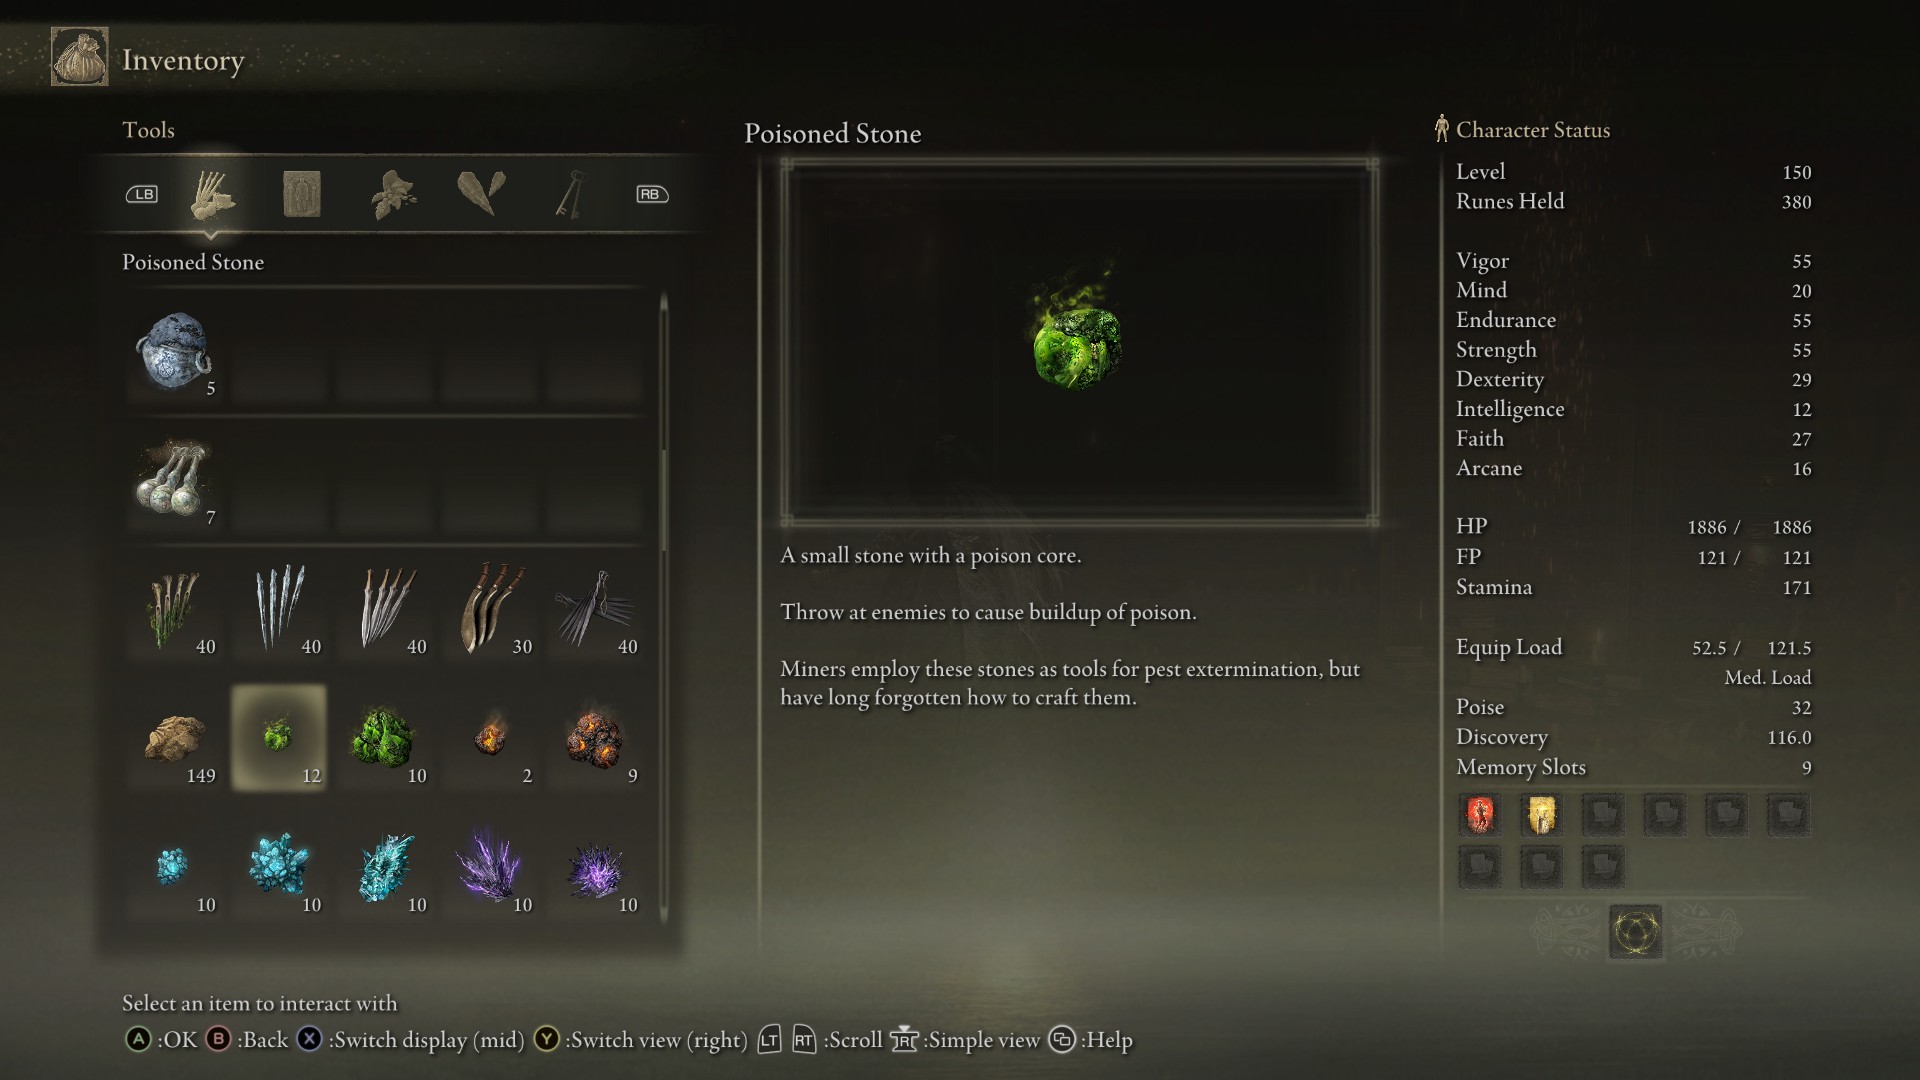 Inventory
Tools
LB
RB
Poisoned Stone
5
7
40 40 40 30 40
149 12 10 2 9
10 10 10 10 10
Poisoned Stone
A small stone with a poison core.
Throw at enemies to cause buildup of poison.
Miners employ these stones as tools for pest extermination, but
have long forgotten how to craft them.
Character Status
Level 150
Runes Held 380
Vigor 55
Mind 20
Endurance 55
Strength 55
Dexterity 29
Intelligence 12
Faith 27
Arcane 16
HP 1886 / 1886
FP 121 / 121
Stamina 171
Equip Load 52.5 / 121.5
Med. Load
Poise 32
Discovery 116.0
Memory Slots 9
Select an item to interact with
A :OK B :Back X :Switch display (mid) Y :Switch view (right) LT RT :Scroll R :Simple view :Help